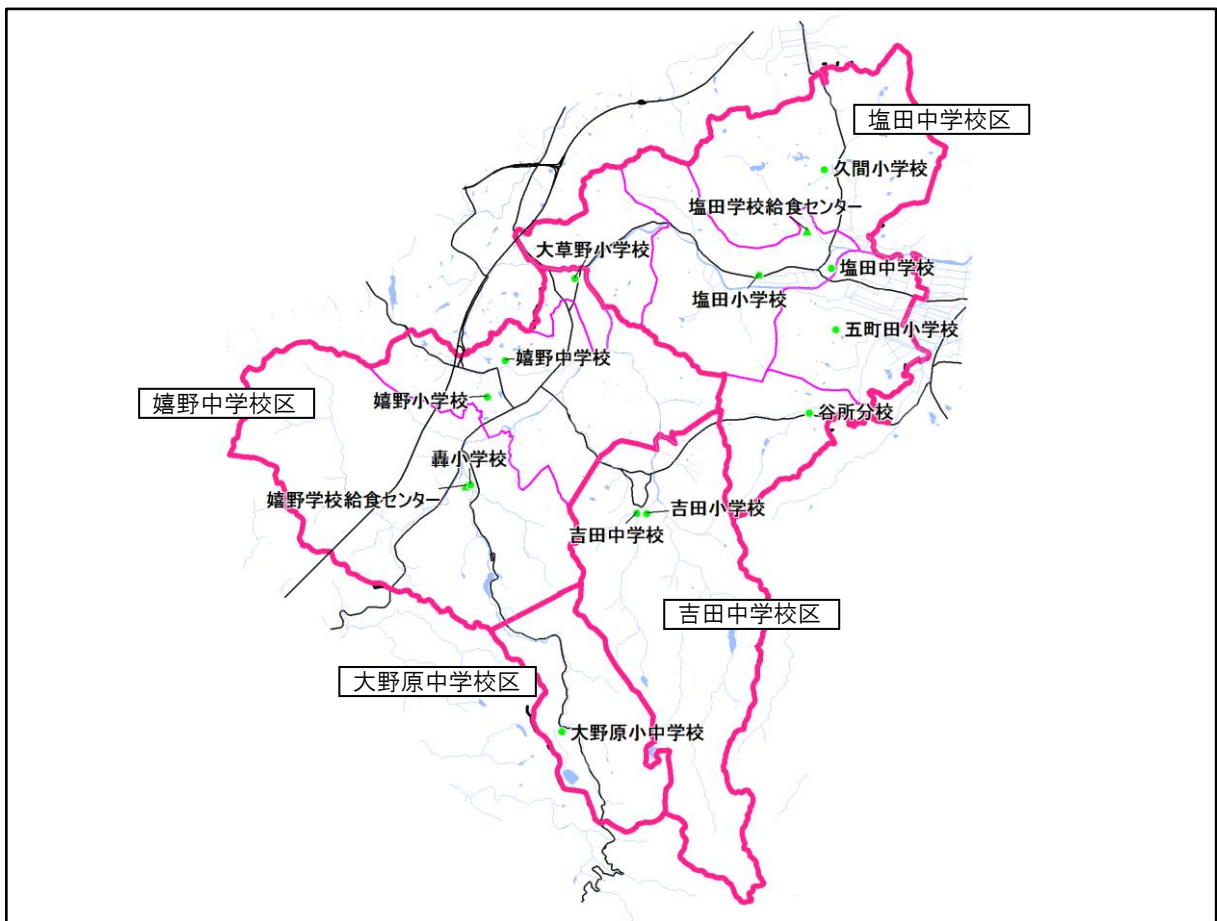 塩田中学校区
久間小学校
塩田学校給食センター
大草野小学校
塩田中学校
塩田小学校
五町田小学校
嬉野中学校
嬉野中学校区
嬉野小学校
谷所分校
轟小学校
嬉野学校給食センター
吉田小学校
吉田中学校
吉田中学校区
大野原中学校区
大野原小中学校